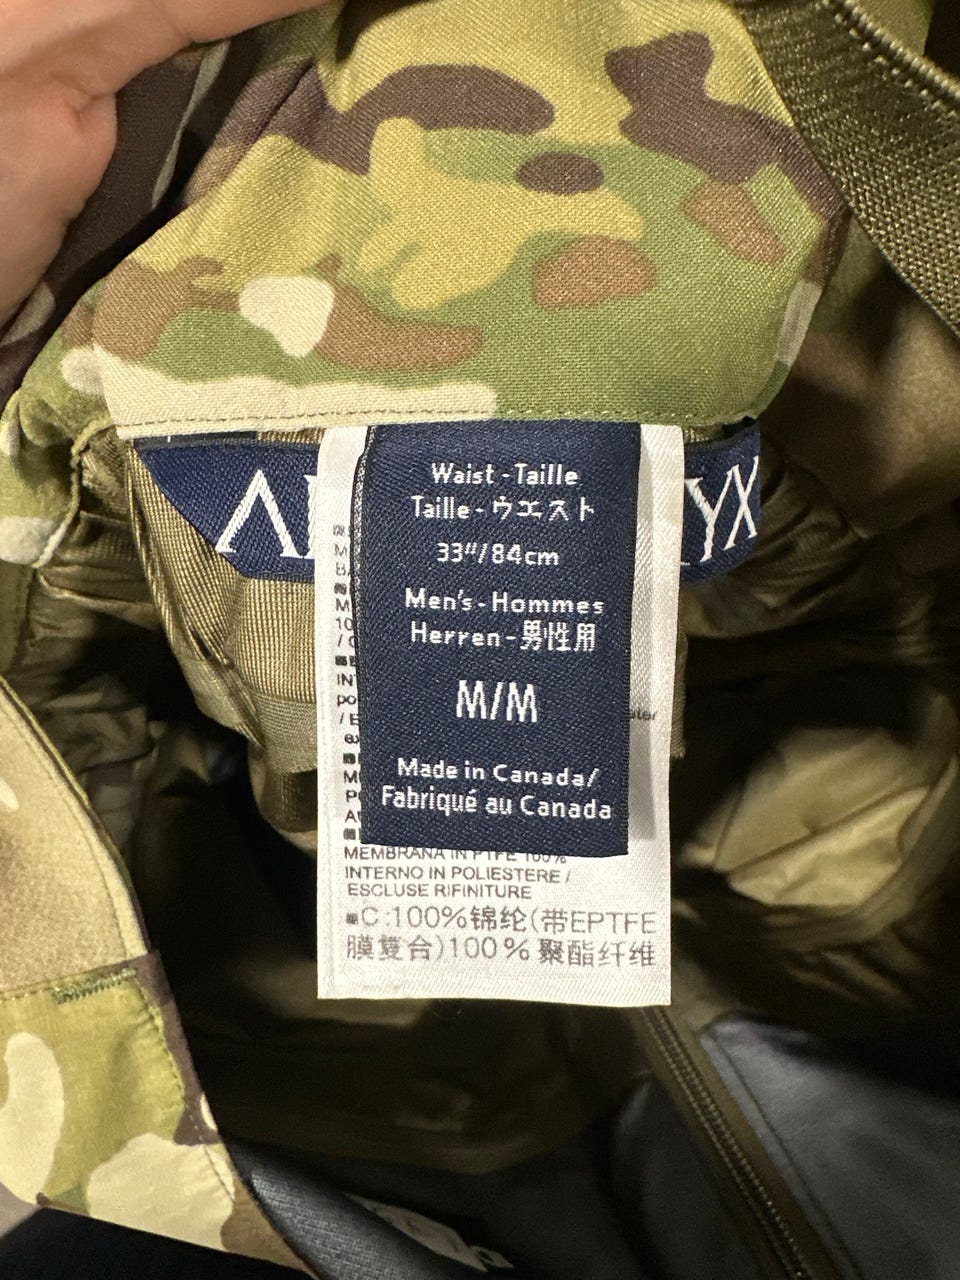 Waist - Taille
Taille - ウエスト
33"/84cm
Men's - Hommes
Herren - 男性用
M/M
Made in Canada/
Fabriqué au Canada
YX
MEMBRANA IN PTFE 100%
INTERNO IN POLIESTERE /
ESCLUSE RIFINITURE
C:100%锦纶(带EPTFE
膜复合)100%聚酯纤维